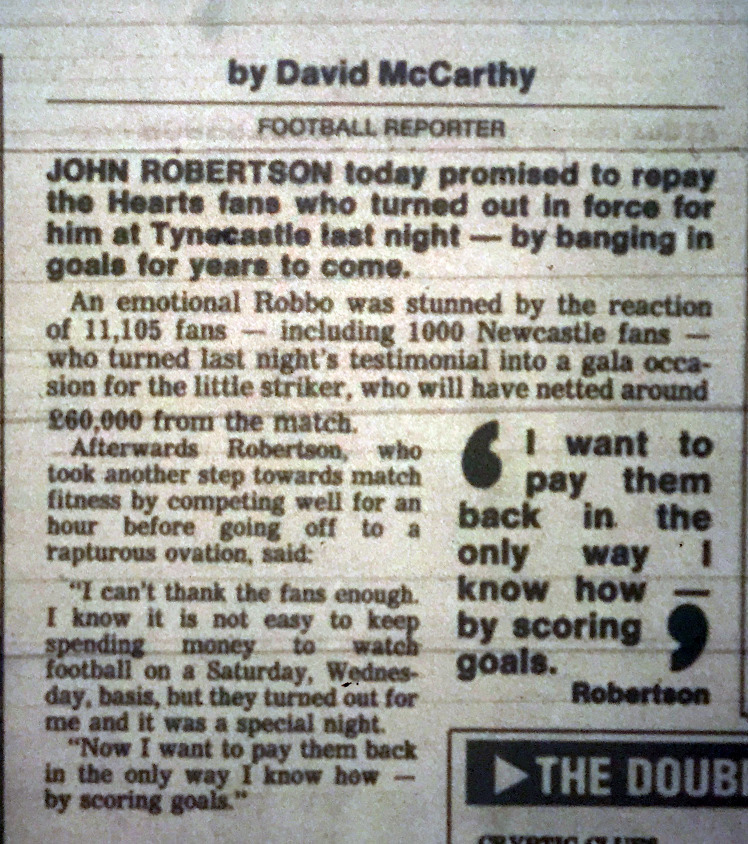 by David McCarthy
FOOTBALL REPORTER
JOHN ROBERTSON today promised to repay
the Hearts fans who turned out in force for
him at Tynecastle last night — by banging in
goals for years to come.
An emotional Robbo was stunned by the reaction
of 11,105 fans — including 1000 Newcastle fans —
who turned last night's testimonial into a gala occa-
sion for the little striker, who will have netted around
£60,000 from the match.
Afterwards Robertson, who
took another step towards match
fitness by competing well for an
hour before going off to a
rapturous ovation, said:
"I can't thank the fans enough.
I know it is not easy to keep
spending money to watch
football on a Saturday, Wednes-
day, basis, but they turned out for
me and it was a special night.
"Now I want to pay them back
in the only way I know how —
by scoring goals."
‘ I want to
pay them
back in the
only way I
know how —
by scoring ’
goals.
Robertson
THE DOUBL
CRYPTIC CLUES